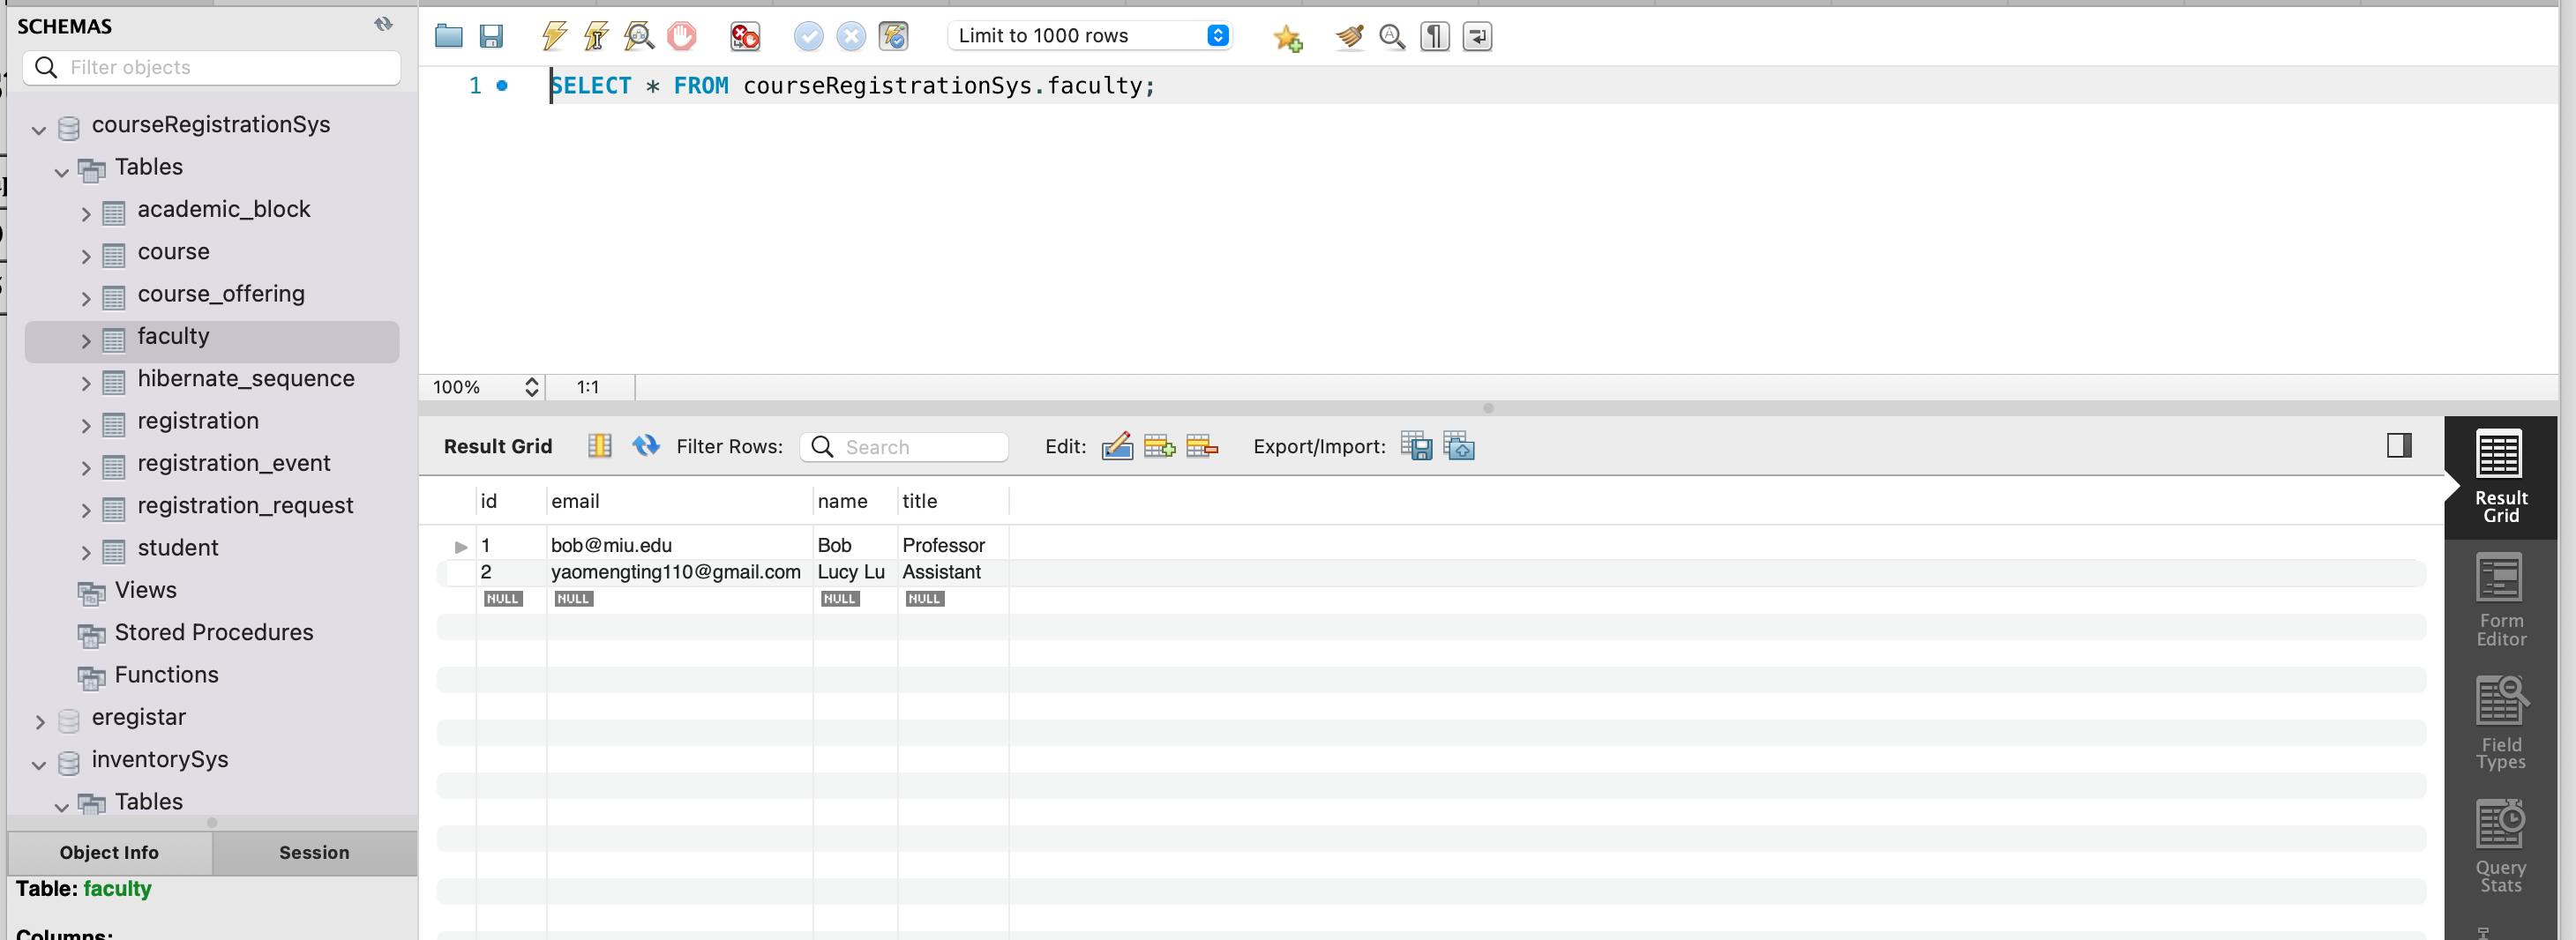 SCHEMAS
Filter objects
courseRegistrationSys
Tables
academic_block
course
course_offering
faculty
hibernate_sequence
registration
registration_event
registration_request
student
Views
Stored Procedures
Functions
eregistar
inventorySys
Tables
Object Info Session
Table: faculty
Columns:
Limit to 1000 rows
1 SELECT * FROM courseRegistrationSys.faculty;
100% 1:1
Result Grid Filter Rows: Search Edit: Export/Import:
id email name title
1 bob@miu.edu Bob Professor
2 yaomengting110@gmail.com Lucy Lu Assistant
NULL NULL NULL NULL
Result
Grid
Form
Editor
Field
Types
Query
Stats